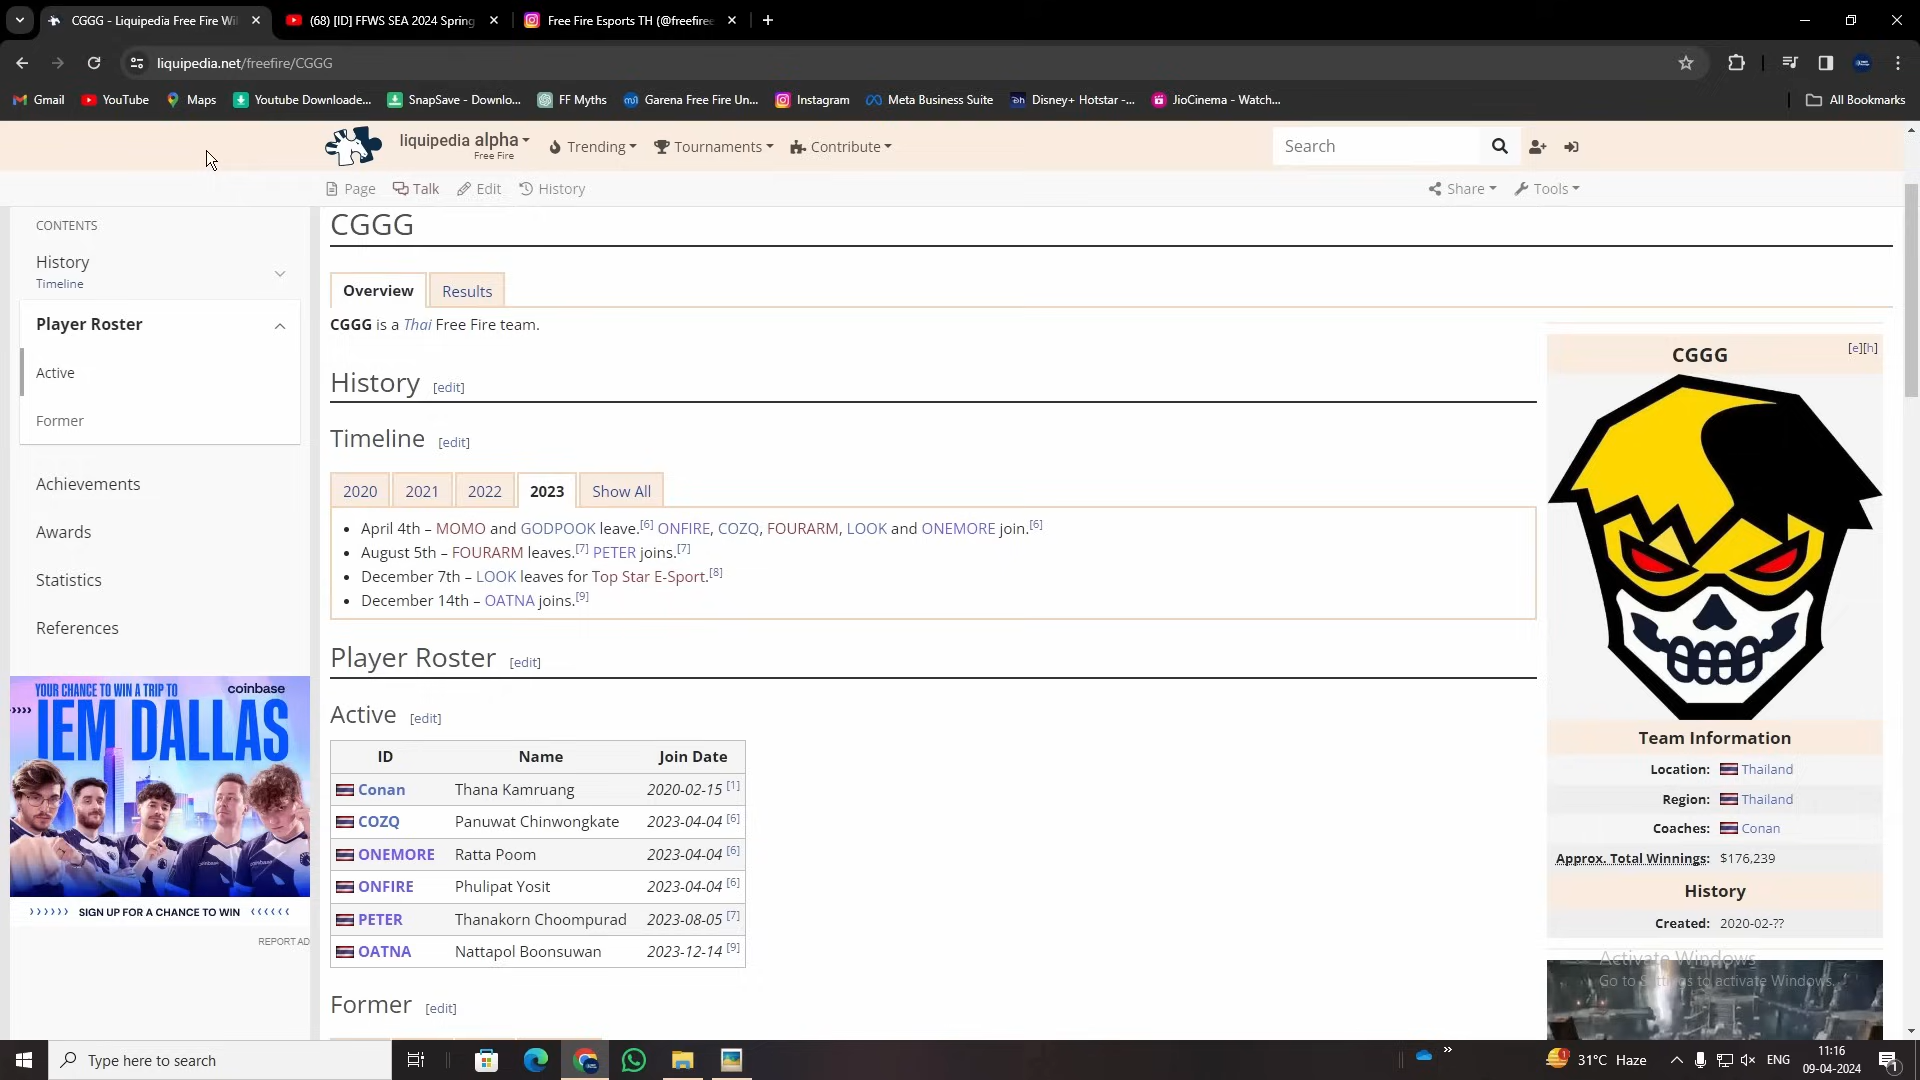 CGGG - Liquipedia Free Fire Wi
(68) [ID] FFWS SEA 2024 Spring
Free Fire Esports TH (@freefiree
liquipedia.net/freefire/CGGG
Gmail
YouTube
Maps
Youtube Downloade...
SnapSave - Downlo...
FF Myths
Garena Free Fire Un...
Instagram
Meta Business Suite
Disney+ Hotstar -...
JioCinema - Watch...
All Bookmarks
liquipedia alpha
Free Fire
Trending
Tournaments
Contribute
Search
Page
Talk
Edit
History
Share
Tools
CONTENTS
History
Timeline
Player Roster
Active
Former
Achievements
Awards
Statistics
References
YOUR CHANCE TO WIN A TRIP TO
coinbase
IEM DALLAS
SIGN UP FOR A CHANCE TO WIN
REPORT AD
CGGG
Overview
Results
CGGG is a Thai Free Fire team.
History [edit]
Timeline [edit]
2020
2021
2022
2023
Show All
• April 4th – MOMO and GODPOOK leave.[6] ONFIRE, COZQ, FOURARM, LOOK and ONEMORE join.[6]
• August 5th – FOURARM leaves.[7] PETER joins.[7]
• December 7th – LOOK leaves for Top Star E-Sport.[8]
• December 14th – OATNA joins.[9]
Player Roster [edit]
Active [edit]
ID Name Join Date
Conan Thana Kamruang 2020-02-15 [1]
COZQ Panuwat Chinwongkate 2023-04-04 [6]
ONEMORE Ratta Poom 2023-04-04 [6]
ONFIRE Phulipat Yosit 2023-04-04 [6]
PETER Thanakorn Choompurad 2023-08-05 [7]
OATNA Nattapol Boonsuwan 2023-12-14 [9]
Former [edit]
CGGG
[e][h]
Team Information
Location: Thailand
Region: Thailand
Coaches: Conan
Approx. Total Winnings: $176,239
History
Created: 2020-02-??
Activate Windows
Go to Settings to activate Windows.
Type here to search
31°C Haze
ENG
11:16
09-04-2024